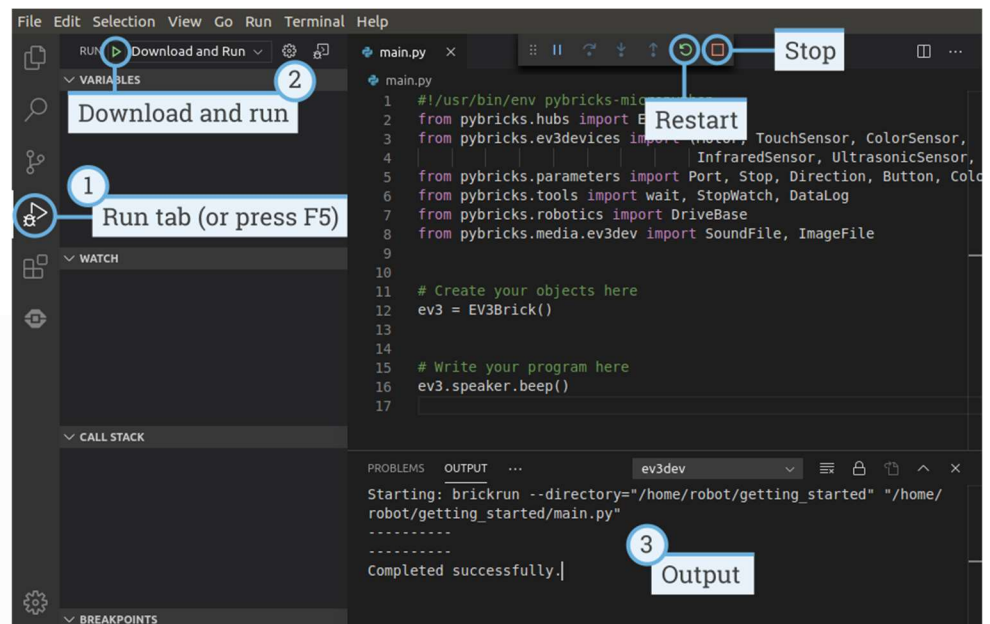 File Edit Selection View Go Run Terminal Help
RUN Download and Run
VARIABLES
2
Download and run
1
Run tab (or press F5)
WATCH
CALL STACK
BREAKPOINTS
main.py
Stop
main.py
Restart
1 #!/usr/bin/env
2 from pybricks.hubs import
3 from pybricks.ev3devices import TouchSensor, ColorSensor,
4 InfraredSensor, UltrasonicSensor,
5 from pybricks.parameters import Port, Stop, Direction, Button,
6 from pybricks.tools import wait, StopWatch, DataLog
7 from pybricks.robotics import DriveBase
8 from pybricks.media.ev3dev import SoundFile, ImageFile
9
10
11 # Create your objects here
12 ev3 = EV3Brick()
13
14
15 # Write your program here
16 ev3.speaker.beep()
17
PROBLEMS OUTPUT ··· ev3dev
Starting: brickrun --directory="/home/robot/getting_started" "/home/
robot/getting_started/main.py"
----------
----------
Completed successfully.
3
Output